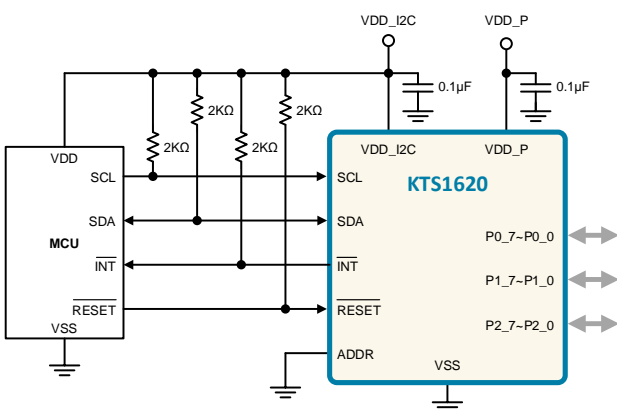 VDD_I2C VDD_P
0.1µF 0.1µF
2KΩ 2KΩ
2KΩ 2KΩ
VDD VDD_I2C VDD_P
KTS1620
SCL SCL
SDA SDA
P0_7~P0_0
MCU
INT INT
P1_7~P1_0
RESET RESET
P2_7~P2_0
VSS
ADDR
VSS